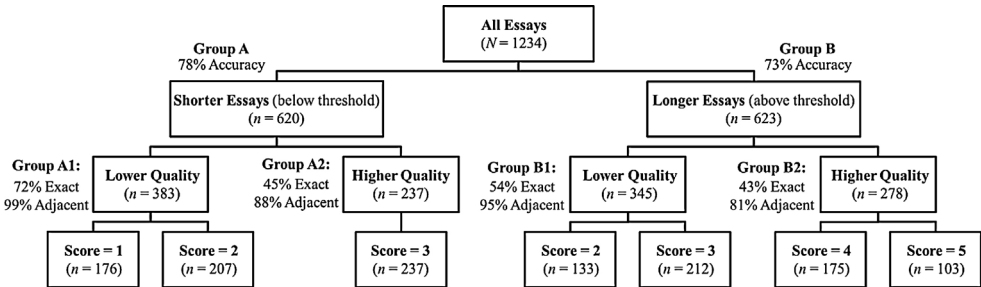 All Essays
(N = 1234)
Group A
78% Accuracy
Group B
73% Accuracy
Shorter Essays (below threshold)
(n = 620)
Longer Essays (above threshold)
(n = 623)
Group A1:
72% Exact
99% Adjacent
Lower Quality
(n = 383)
Group A2:
45% Exact
88% Adjacent
Higher Quality
(n = 237)
Group B1:
54% Exact
95% Adjacent
Lower Quality
(n = 345)
Group B2:
43% Exact
81% Adjacent
Higher Quality
(n = 278)
Score = 1
(n = 176)
Score = 2
(n = 207)
Score = 3
(n = 237)
Score = 2
(n = 133)
Score = 3
(n = 212)
Score = 4
(n = 175)
Score = 5
(n = 103)